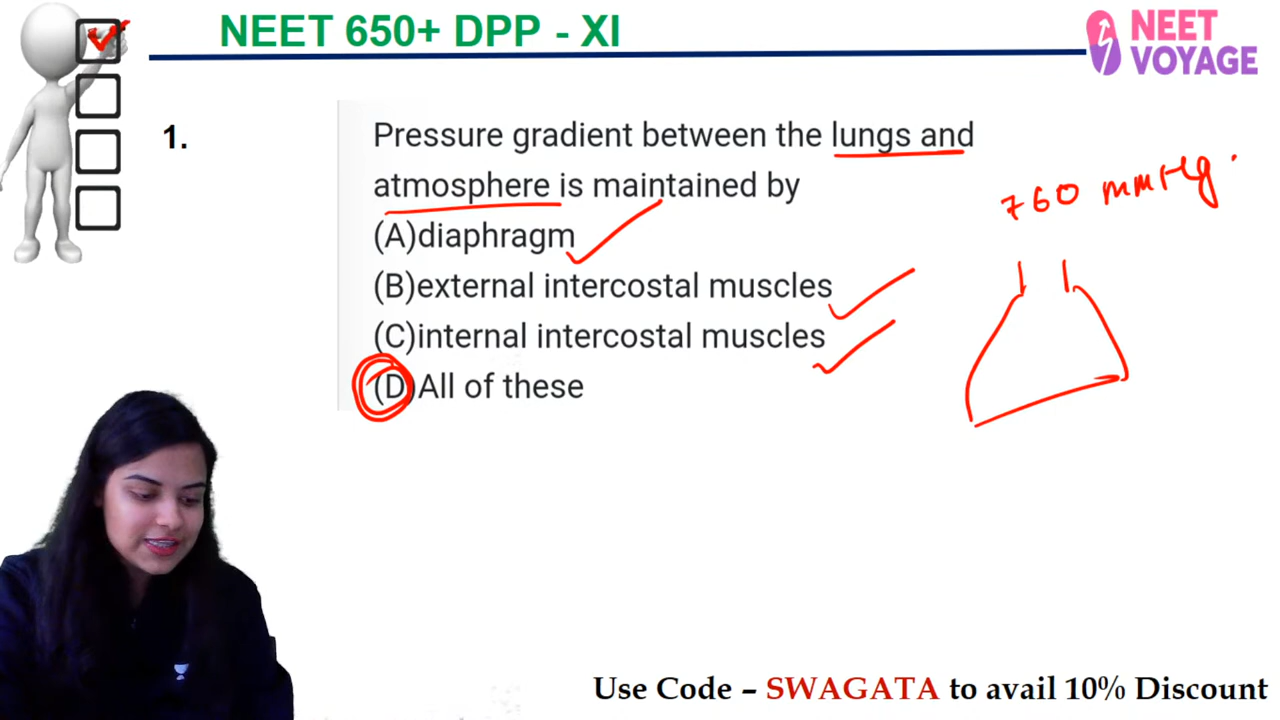 NEET 650+ DPP - XI
NEET
VOYAGE
1.
Pressure gradient between the lungs and
atmosphere is maintained by
(A)diaphragm
(B)external intercostal muscles
(C)internal intercostal muscles
(D)All of these
760 mmHg.
Use Code – SWAGATA to avail 10% Discount